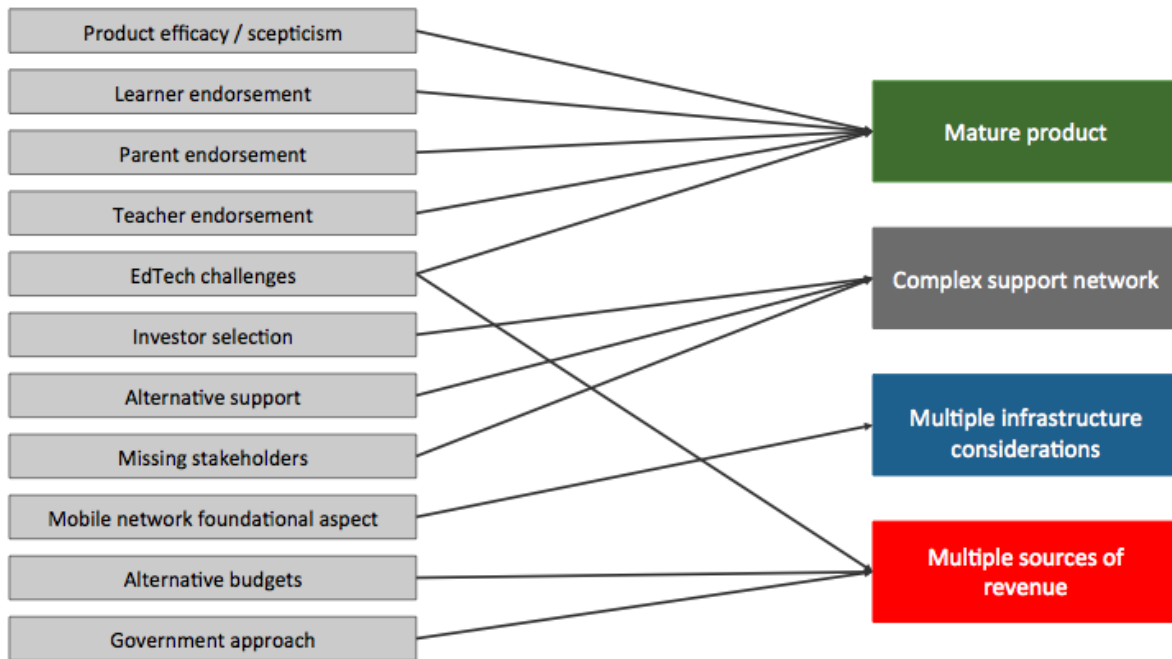 Product efficacy / scepticism
Learner endorsement
Parent endorsement
Teacher endorsement
EdTech challenges
Investor selection
Alternative support
Missing stakeholders
Mobile network foundational aspect
Alternative budgets
Government approach
Mature product
Complex support network
Multiple infrastructure
considerations
Multiple sources of
revenue